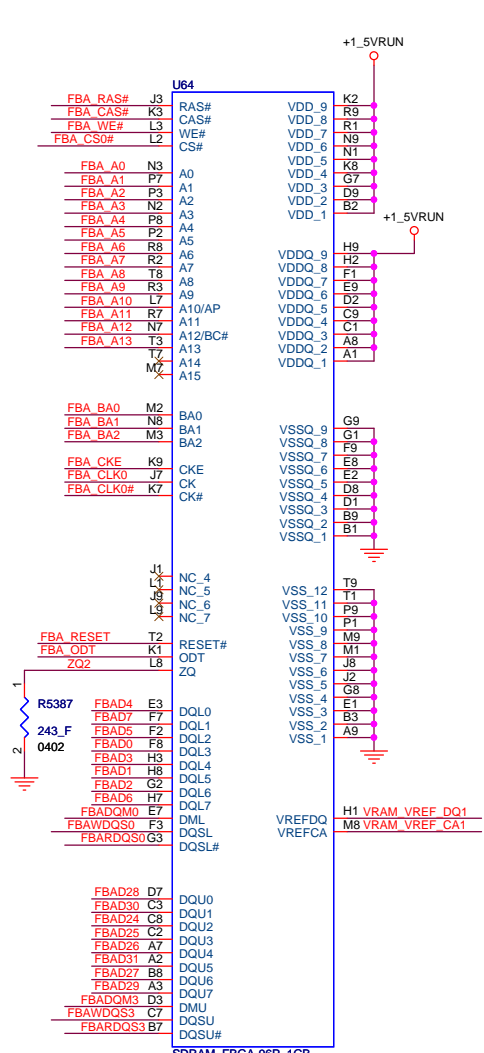 +1_5VRUN
U64
FBA_RAS# J3 RAS# VDD_9 K2
FBA_CAS# K3 CAS# VDD_8 R9
FBA_WE# L3 WE# VDD_7 R1
FBA_CS0# L2 CS# VDD_6 N9
VDD_5 N1
FBA_A0 N3 A0 VDD_4 K8
FBA_A1 P7 A1 VDD_3 G7
FBA_A2 P3 A2 VDD_2 D9
FBA_A3 N2 A3 VDD_1 B2
FBA_A4 P8 A4
+1_5VRUN
FBA_A5 P2 A5
FBA_A6 R8 A6 VDDQ_9 H9
FBA_A7 R2 A7 VDDQ_8 H2
FBA_A8 T8 A8 VDDQ_7 F1
FBA_A9 R3 A9 VDDQ_6 E9
FBA_A10 L7 A10/AP VDDQ_5 D2
FBA_A11 R7 A11 VDDQ_4 C9
FBA_A12 N7 A12/BC# VDDQ_3 C1
FBA_A13 T3 A13 VDDQ_2 A8
T7 A14 VDDQ_1 A1
M7 A15
FBA_BA0 M2 BA0 VSSQ_9 G9
FBA_BA1 N8 BA1 VSSQ_8 G1
FBA_BA2 M3 BA2 VSSQ_7 F9
VSSQ_6 E8
FBA_CKE K9 CKE VSSQ_5 E2
FBA_CLK0 J7 CK VSSQ_4 D8
FBA_CLK0# K7 CK# VSSQ_3 D1
VSSQ_2 B9
VSSQ_1 B1
J1 NC_4 VSS_12 T9
L1 NC_5 VSS_11 T1
J9 NC_6 VSS_10 P9
L9 NC_7 VSS_9 P1
FBA_RESET T2 RESET# VSS_8 M9
FBA_ODT K1 ODT VSS_7 M1
ZQ2 L8 ZQ VSS_6 J8
VSS_5 J2
VSS_4 G8
1
R5387
243_F
0402
2
FBAD4 E3 DQL0 VSS_3 E1
FBAD7 F7 DQL1 VSS_2 B3
FBAD5 F2 DQL2 VSS_1 A9
FBAD0 F8 DQL3
FBAD3 H3 DQL4
FBAD1 H8 DQL5
FBAD2 G2 DQL6
FBAD6 H7 DQL7
FBADQM0 E7 DML VREFDQ H1 VRAM_VREF_DQ1
FBAWDQS0 F3 DQSL VREFCA M8 VRAM_VREF_CA1
FBARDQS0 G3 DQSL#
FBAD28 D7 DQU0
FBAD30 C3 DQU1
FBAD24 C8 DQU2
FBAD25 C2 DQU3
FBAD26 A7 DQU4
FBAD31 A2 DQU5
FBAD27 B8 DQU6
FBAD29 A3 DQU7
FBADQM3 D3 DMU
FBAWDQS3 C7 DQSU
FBARDQS3 B7 DQSU#
SDRAM_FBGA-96P_1GB